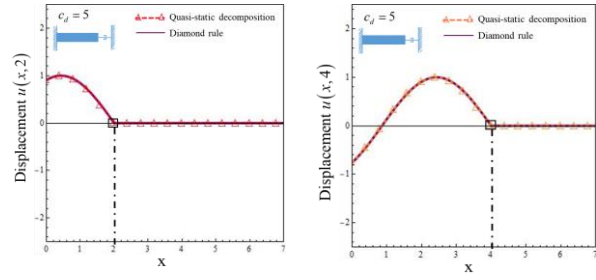 c_d = 5
Quasi-static decomposition
Diamond rule
Displacement u(x,2)
2
1
0
-1
-2
0 1 2 3 4 5 6 7
x
c_d = 5
Quasi-static decomposition
Diamond rule
Displacement u(x,4)
2
1
0
-1
-2
0 1 2 3 4 5 6 7
x